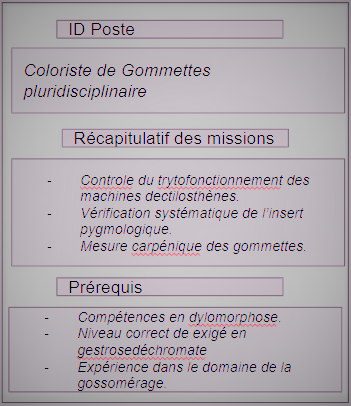 ID Poste
Coloriste de Gommettes
pluridisciplinaire
Récapitulatif des missions
- Controle du trytofonctionnement des
machines dectilosthènes.
- Vérification systématique de l'insert
pygmologique.
- Mesure carpénique des gommettes.
Prérequis
- Compétences en dylomorphose.
- Niveau correct de exigé en
gestrosedéchromate
- Expérience dans le domaine de la
gossomérage.